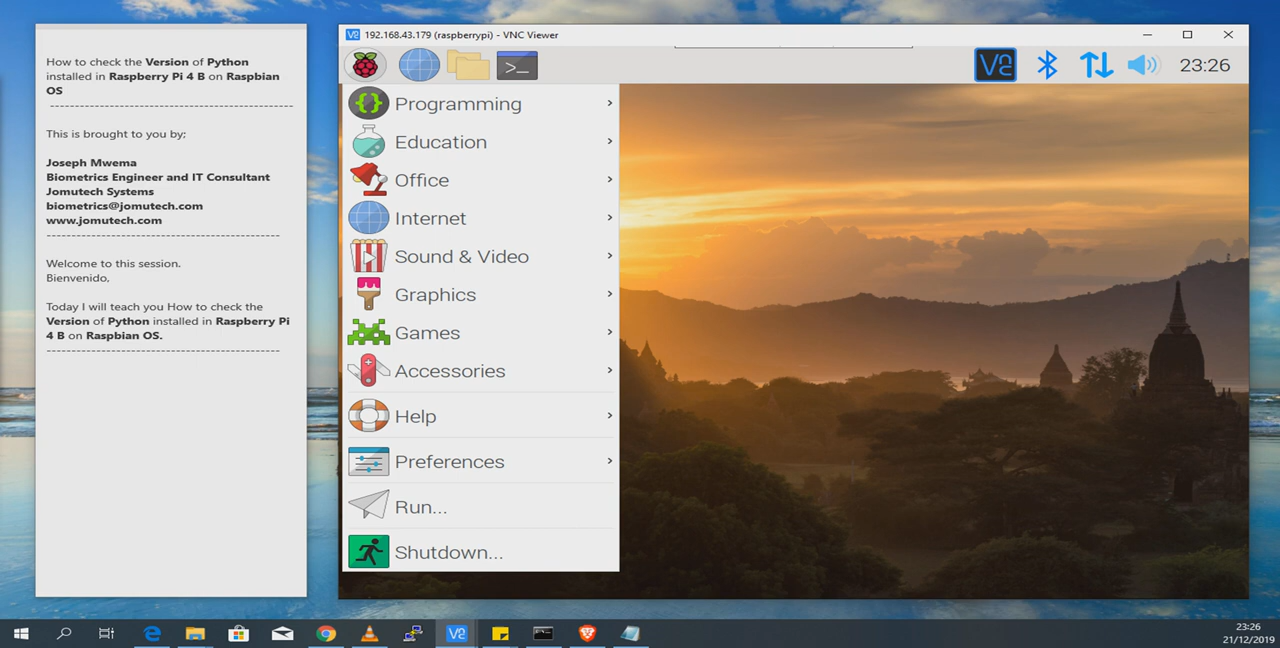 How to check the Version of Python
installed in Raspberry Pi 4 B on Raspbian
OS
-----------------------------------------------------
This is brought to you by;
Joseph Mwema
Biometrics Engineer and IT Consultant
Jomutech Systems
biometrics@jomutech.com
www.jomutech.com
---------------------------------------------------
Welcome to this session.
Bienvenido,
Today I will teach you How to check the
Version of Python installed in Raspberry Pi
4 B on Raspbian OS.
---------------------------------------------------
192.168.43.179 (raspberrypi) - VNC Viewer
23:26
Programming
Education
Office
Internet
Sound & Video
Graphics
Games
Accessories
Help
Preferences
Run...
Shutdown...
23:26
21/12/2019